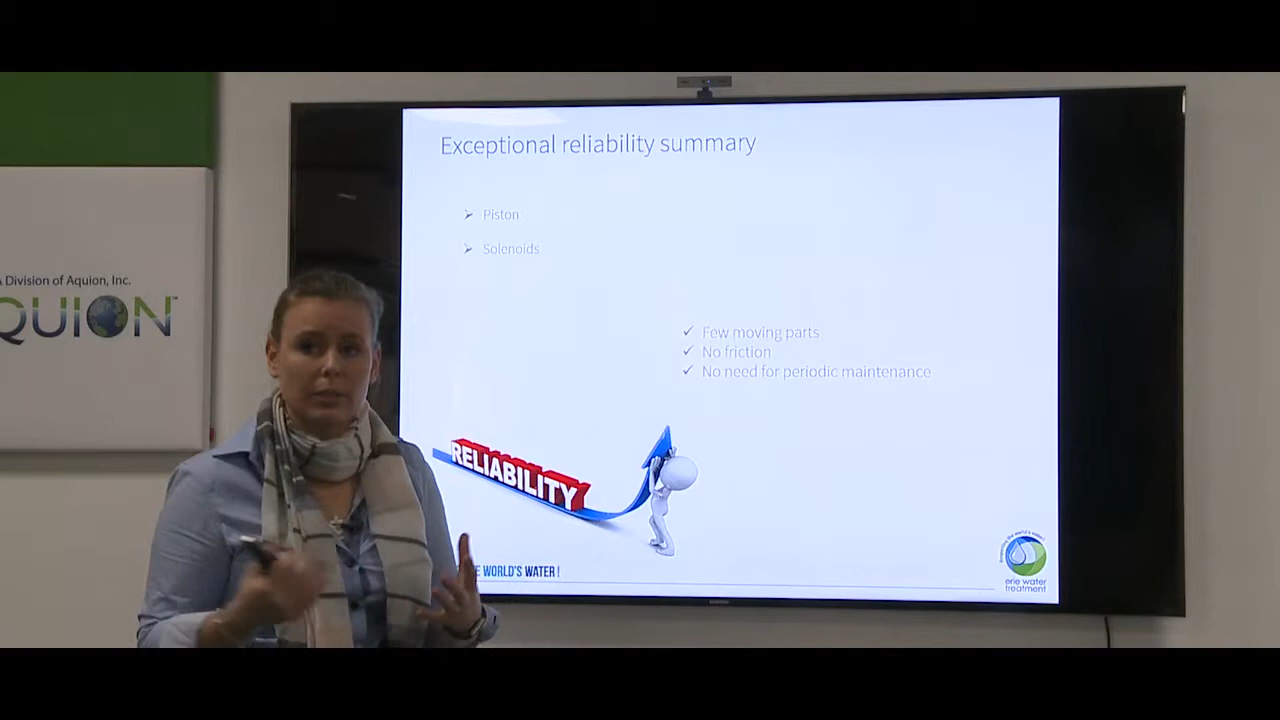 Exceptional reliability summary
Piston
Solenoids
Few moving parts
No friction
No need for periodic maintenance
RELIABILITY
WORLD'S WATER!
erie water
treatment
A Division of Aquion, Inc.
QUION™